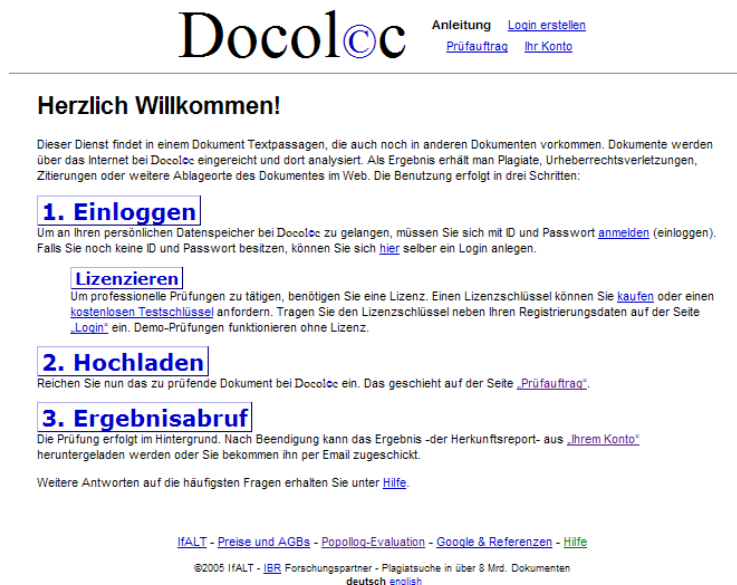 Docol©c
Anleitung Login erstellen
Prüfauftrag Ihr Konto
Herzlich Willkommen!
Dieser Dienst findet in einem Dokument Textpassagen, die auch noch in anderen Dokumenten vorkommen. Dokumente werden
über das Internet bei Docol©c eingereicht und dort analysiert. Als Ergebnis erhält man Plagiate, Urheberrechtsverletzungen,
Zitierungen oder weitere Ablageorte des Dokumentes im Web. Die Benutzung erfolgt in drei Schritten:
1. Einloggen
Um an Ihren persönlichen Datenspeicher bei Docol©c zu gelangen, müssen Sie sich mit ID und Passwort anmelden (einloggen).
Falls Sie noch keine ID und Passwort besitzen, können Sie sich hier selber ein Login anlegen.
Lizenzieren
Um professionelle Prüfungen zu tätigen, benötigen Sie eine Lizenz. Einen Lizenzschlüssel können Sie kaufen oder einen
kostenlosen Testschlüssel anfordern. Tragen Sie den Lizenzschlüssel neben Ihren Registrierungsdaten auf der Seite
„Login“ ein. Demo-Prüfungen funktionieren ohne Lizenz.
2. Hochladen
Reichen Sie nun das zu prüfende Dokument bei Docol©c ein. Das geschieht auf der Seite „Prüfauftrag“.
3. Ergebnisabruf
Die Prüfung erfolgt im Hintergrund. Nach Beendigung kann das Ergebnis -der Herkunftsreport- aus „Ihrem Konto“
heruntergeladen werden oder Sie bekommen ihn per Email zugeschickt.
Weitere Antworten auf die häufigsten Fragen erhalten Sie unter Hilfe.
IfALT - Preise und AGBs - Popollog-Evaluation - Google & Referenzen - Hilfe
©2005 IfALT - IBR Forschungspartner - Plagiatsuche in über 8 Mrd. Dokumenten
deutsch english